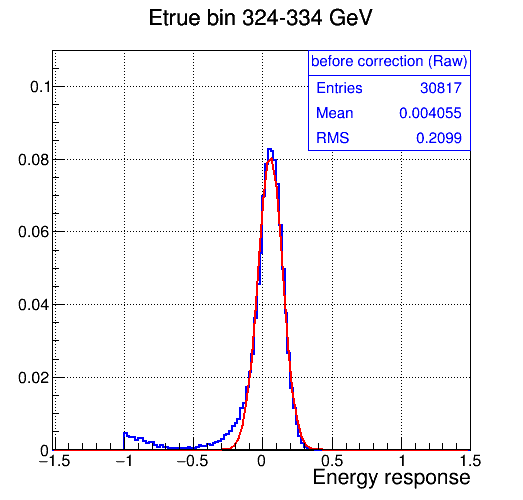 Etrue bin 324-334 GeV
before correction (Raw)
Entries 30817
Mean 0.004055
RMS 0.2099
0.1
0.08
0.06
0.04
0.02
0
−1.5 −1 −0.5 0 0.5 1 1.5
Energy response